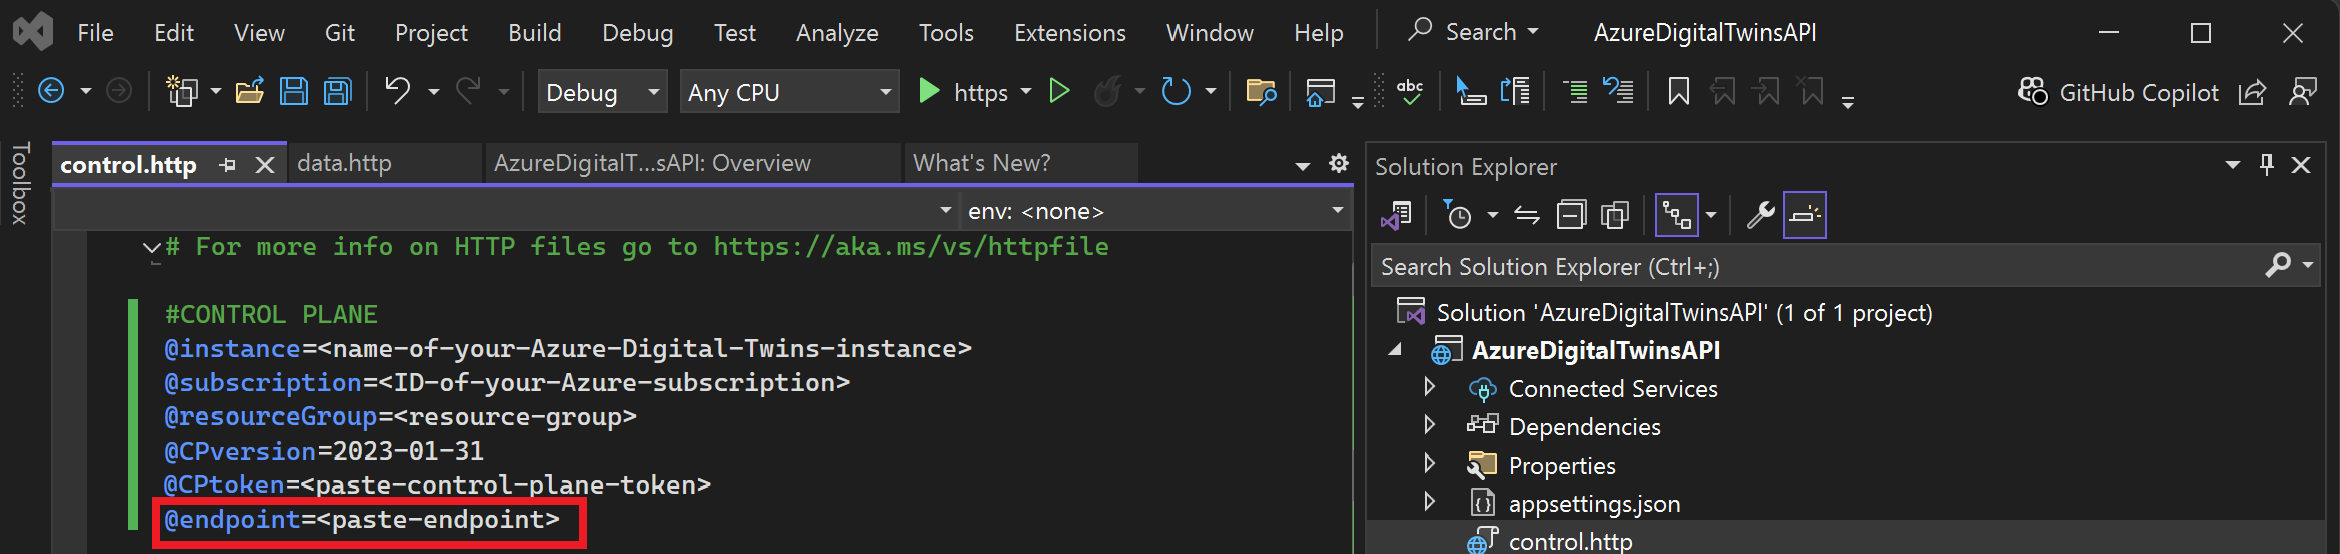 File Edit View Git Project Build Debug Test Analyze Tools Extensions Window Help Search AzureDigitalTwinsAPI
Debug Any CPU https abc GitHub Copilot
Toolbox
control.http data.http AzureDigitalT...sAPI: Overview What's New?
env: <none>
# For more info on HTTP files go to https://aka.ms/vs/httpfile
#CONTROL PLANE
@instance=<name-of-your-Azure-Digital-Twins-instance>
@subscription=<ID-of-your-Azure-subscription>
@resourceGroup=<resource-group>
@CPversion=2023-01-31
@CPtoken=<paste-control-plane-token>
@endpoint=<paste-endpoint>
Solution Explorer
Search Solution Explorer (Ctrl+;)
Solution 'AzureDigitalTwinsAPI' (1 of 1 project)
AzureDigitalTwinsAPI
Connected Services
Dependencies
Properties
appsettings.json
control.http